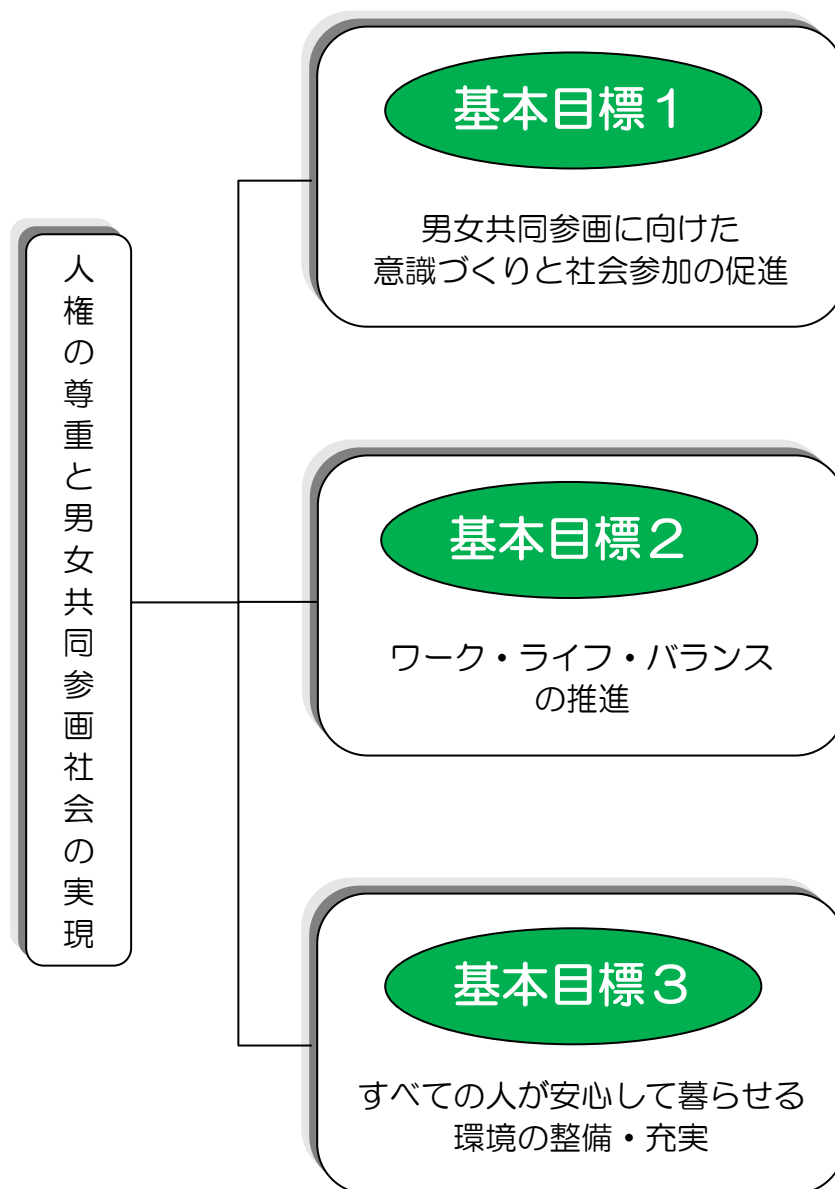 人権の尊重と男女共同参画社会の実現
基本目標１
男女共同参画に向けた
意識づくりと社会参加の促進
基本目標２
ワーク・ライフ・バランス
の推進
基本目標３
すべての人が安心して暮らせる
環境の整備・充実